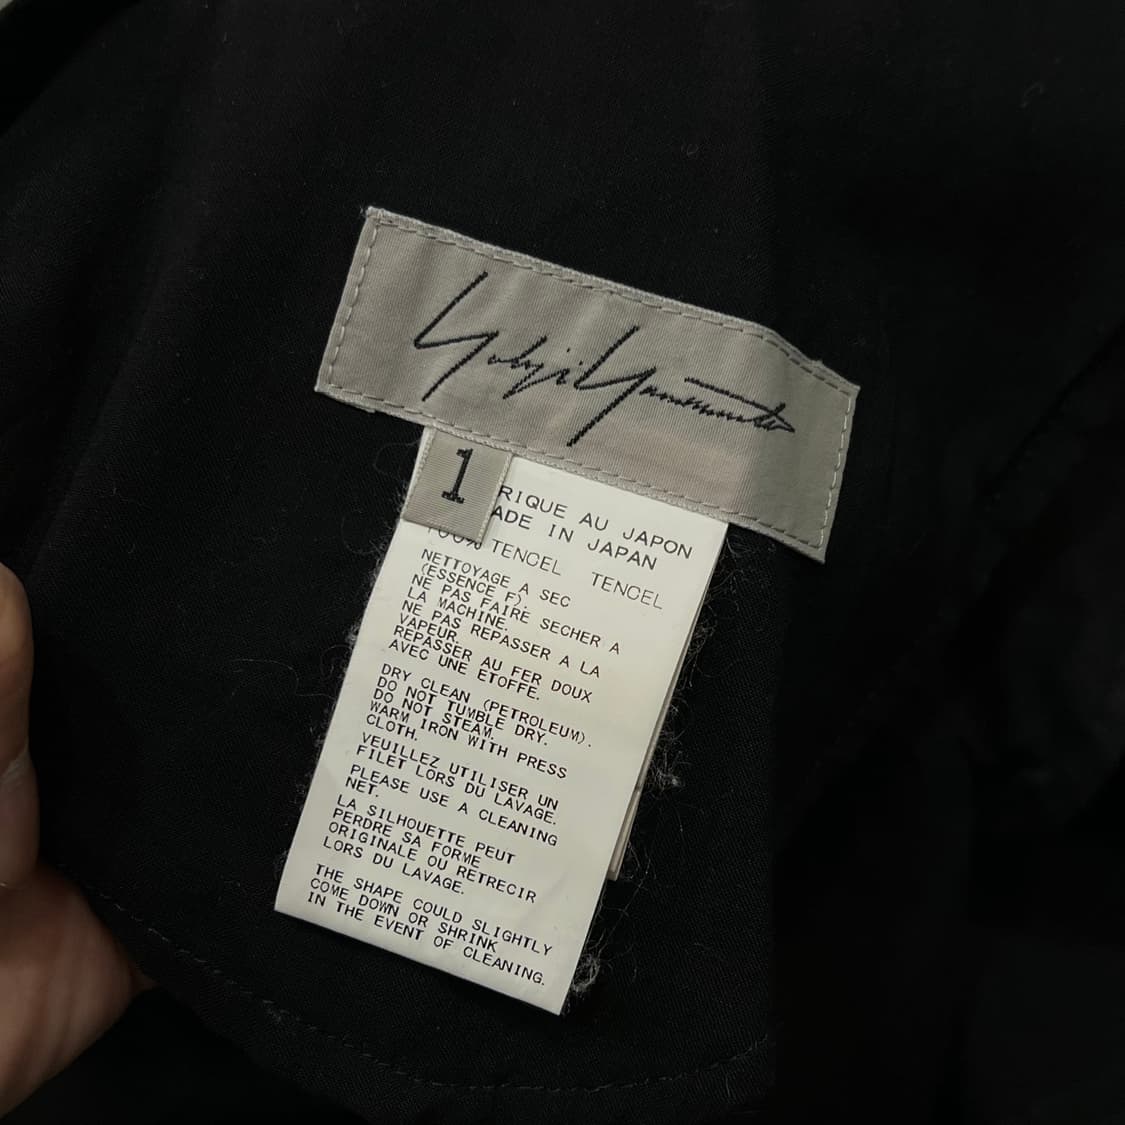 Yohji Yamamoto
1
RIQUE AU JAPON
ADE IN JAPAN
100% TENCEL TENCEL
NETTOYAGE A SEC
(ESSENCE F).
NE PAS FAIRE SECHER A
LA MACHINE.
NE PAS REPASSER A LA
VAPEUR.
REPASSER AU FER DOUX
AVEC UNE ETOFFE.
DRY CLEAN (PETROLEUM).
DO NOT TUMBLE DRY.
DO NOT STEAM.
WARM IRON WITH PRESS
CLOTH.
VEUILLEZ UTILISER UN
FILET LORS DU LAVAGE.
PLEASE USE A CLEANING
NET.
LA SILHOUETTE PEUT
PERDRE SA FORME
ORIGINALE OU RETRECIR
LORS DU LAVAGE.
THE SHAPE COULD SLIGHTLY
COME DOWN OR SHRINK
IN THE EVENT OF CLEANING.